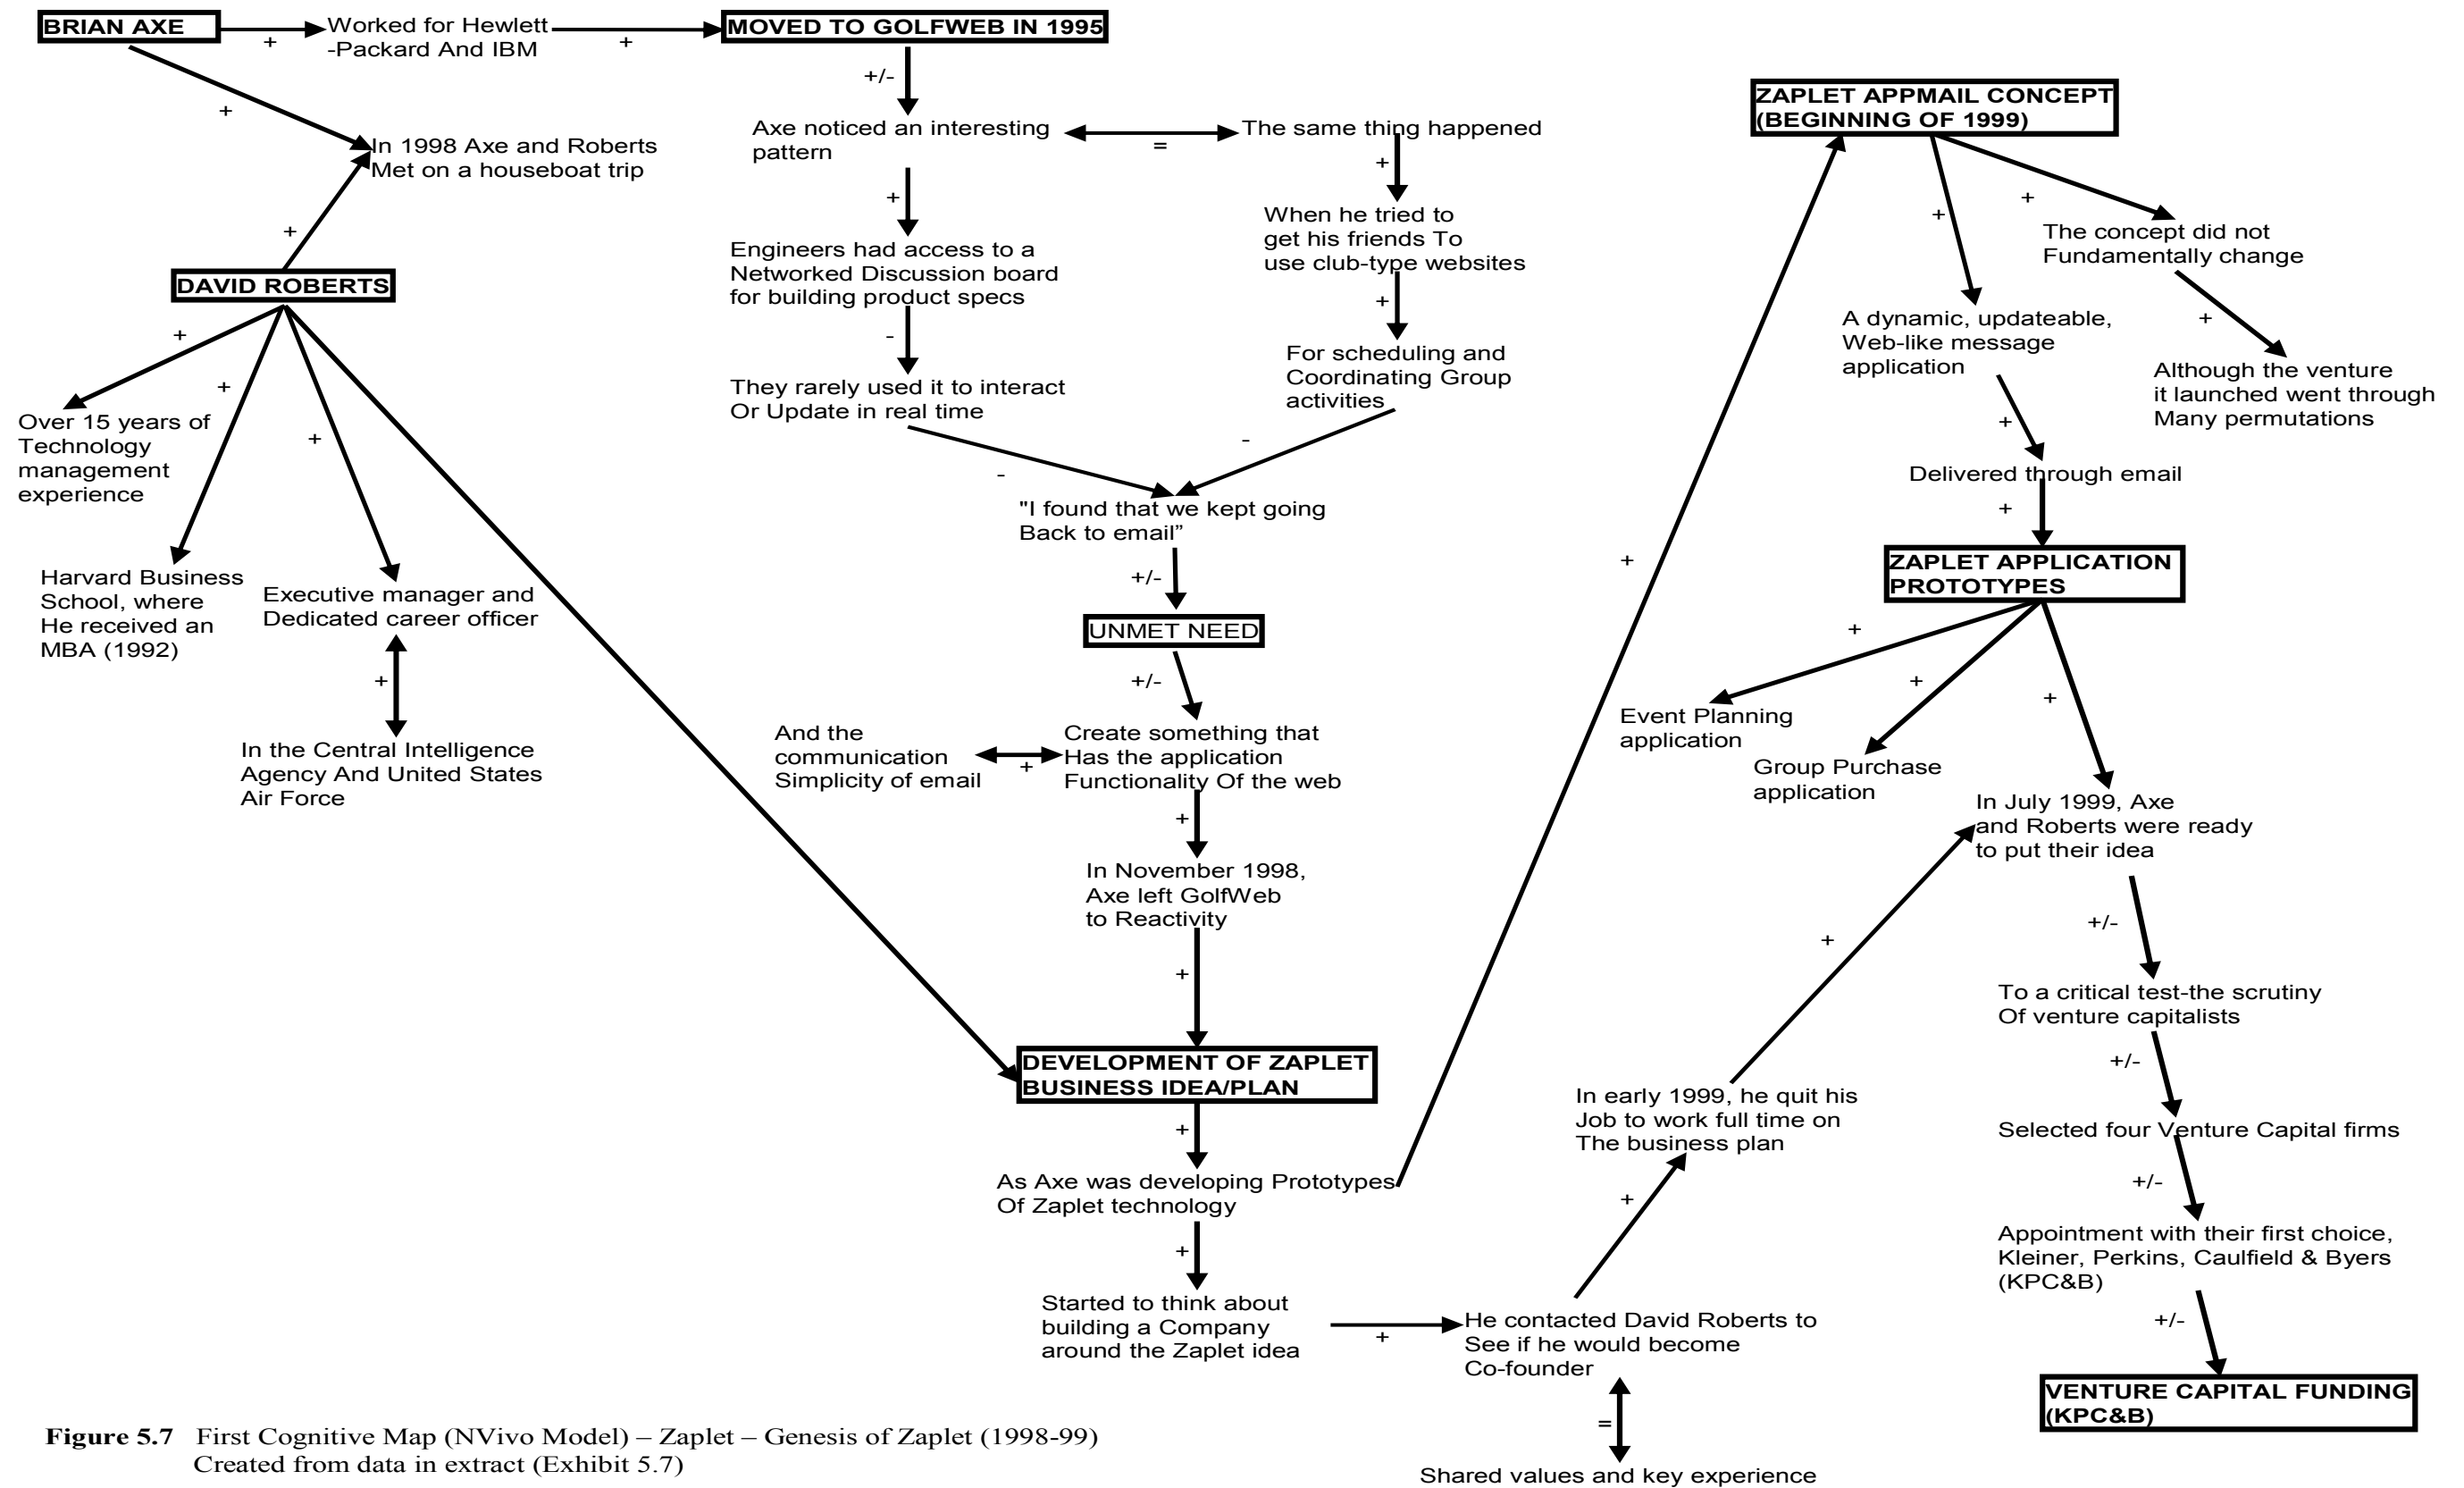 BRIAN AXE
+
Worked for Hewlett
-Packard And IBM
+
MOVED TO GOLFWEB IN 1995
+
In 1998 Axe and Roberts
Met on a houseboat trip
+
DAVID ROBERTS
+
Over 15 years of
Technology
management
experience
+
Harvard Business
School, where
He received an
MBA (1992)
+
Executive manager and
Dedicated career officer
+
In the Central Intelligence
Agency And United States
Air Force
+/-
Axe noticed an interesting
pattern
=
The same thing happened
+
Engineers had access to a
Networked Discussion board
for building product specs
-
They rarely used it to interact
Or Update in real time
-
+
When he tried to
get his friends To
use club-type websites
+
For scheduling and
Coordinating Group
activities
-
"I found that we kept going
Back to email”
+/-
UNMET NEED
+/-
And the
communication
Simplicity of email
+
Create something that
Has the application
Functionality Of the web
+
In November 1998,
Axe left GolfWeb
to Reactivity
+
DEVELOPMENT OF ZAPLET
BUSINESS IDEA/PLAN
+
As Axe was developing Prototypes
Of Zaplet technology
+
Started to think about
building a Company
around the Zaplet idea
+
He contacted David Roberts to
See if he would become
Co-founder
=
Shared values and key experience
+
In early 1999, he quit his
Job to work full time on
The business plan
+
+
ZAPLET APPMAIL CONCEPT
(BEGINNING OF 1999)
+
The concept did not
Fundamentally change
+
Although the venture
it launched went through
Many permutations
+
A dynamic, updateable,
Web-like message
application
+
Delivered through email
+
ZAPLET APPLICATION
PROTOTYPES
+
Event Planning
application
+
Group Purchase
application
+
In July 1999, Axe
and Roberts were ready
to put their idea
+/-
To a critical test-the scrutiny
Of venture capitalists
+/-
Selected four Venture Capital firms
+/-
Appointment with their first choice,
Kleiner, Perkins, Caulfield & Byers
(KPC&B)
+/-
VENTURE CAPITAL FUNDING
(KPC&B)
Figure 5.7 First Cognitive Map (NVivo Model) – Zaplet – Genesis of Zaplet (1998-99)
Created from data in extract (Exhibit 5.7)